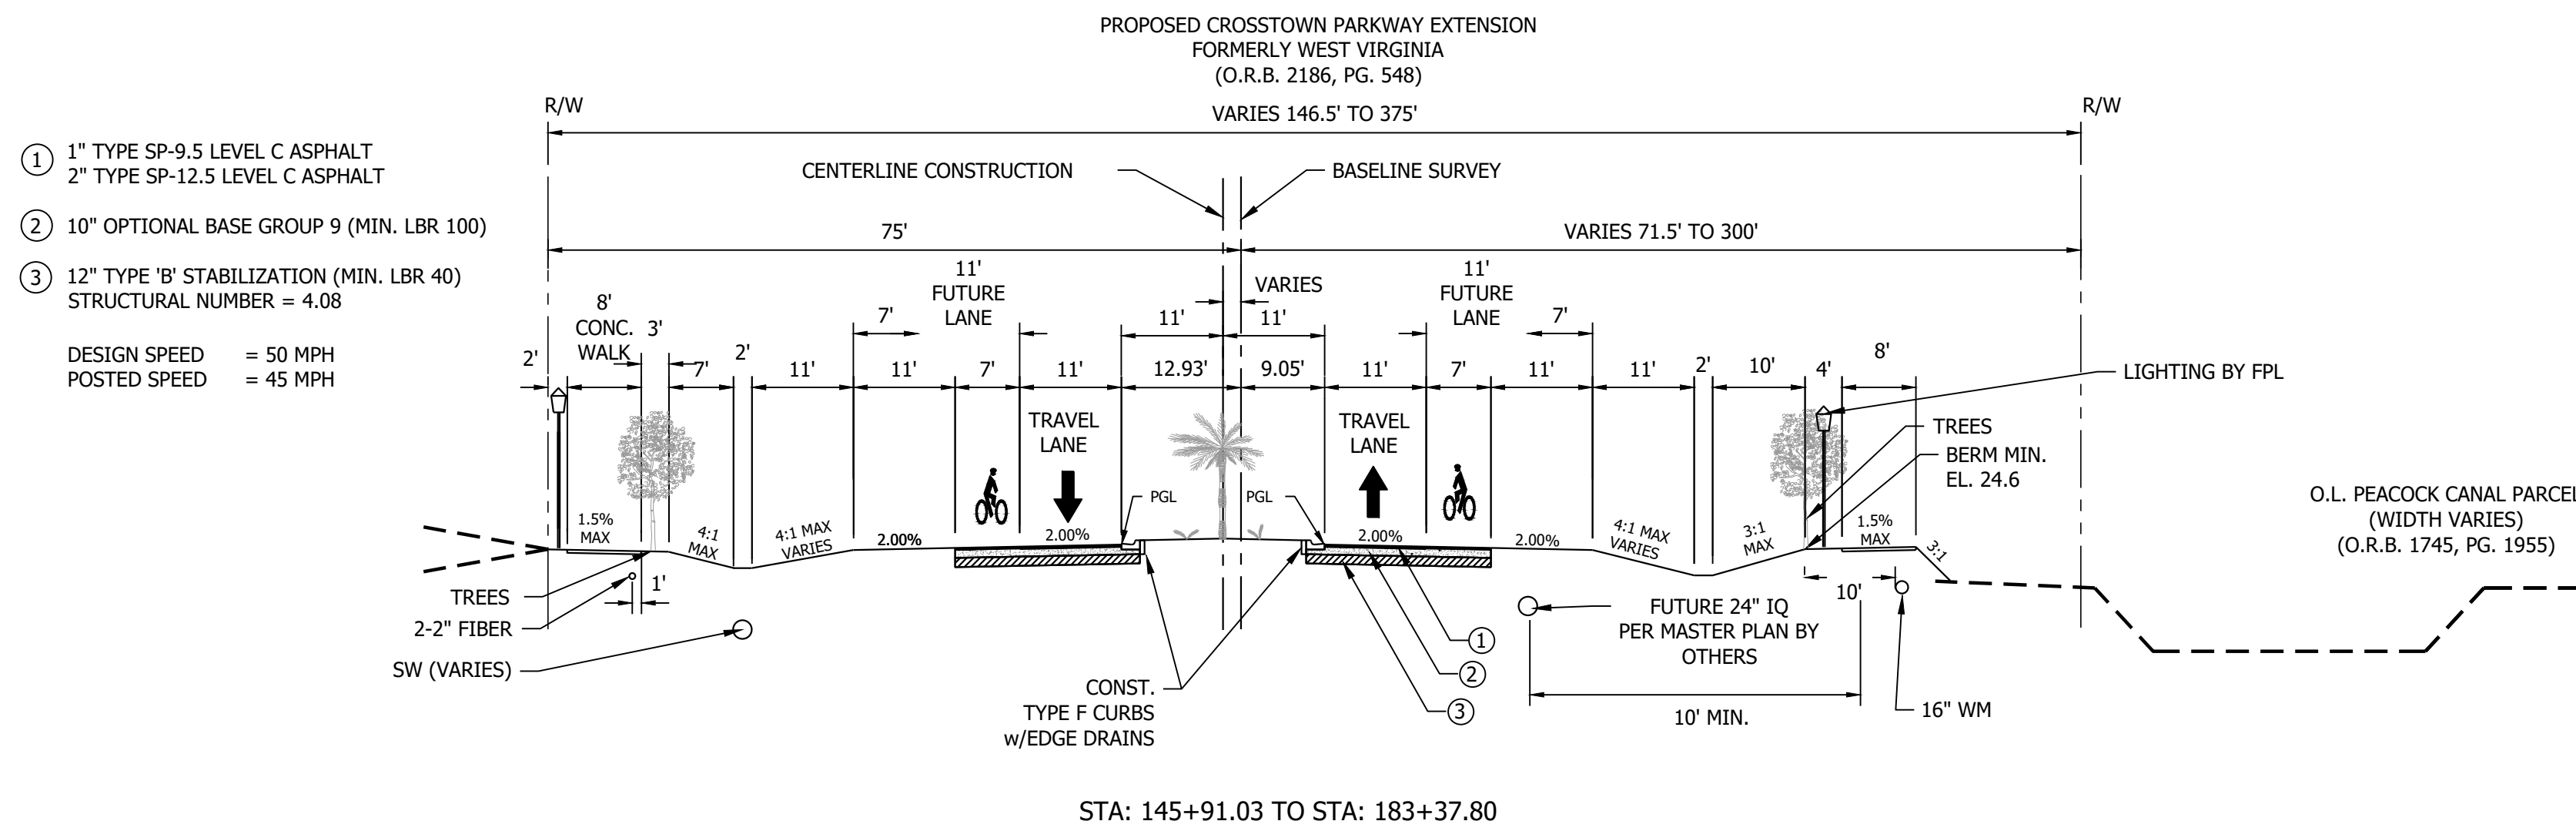 PROPOSED CROSSTOWN PARKWAY EXTENSION
FORMERLY WEST VIRGINIA
(O.R.B. 2186, PG. 548)
R/W
VARIES 146.5' TO 375'
R/W
1
1" TYPE SP-9.5 LEVEL C ASPHALT
2" TYPE SP-12.5 LEVEL C ASPHALT
2
10" OPTIONAL BASE GROUP 9 (MIN. LBR 100)
3
12" TYPE 'B' STABILIZATION (MIN. LBR 40)
STRUCTURAL NUMBER = 4.08
DESIGN SPEED = 50 MPH
POSTED SPEED = 45 MPH
CENTERLINE CONSTRUCTION
BASELINE SURVEY
75'
VARIES 71.5' TO 300'
11'
FUTURE
LANE
VARIES
11'
FUTURE
LANE
8'
CONC.
WALK
3'
7'
11'
11'
7'
2'
7'
2'
11'
11'
7'
11'
12.93'
9.05'
11'
7'
11'
11'
2'
10'
4'
8'
LIGHTING BY FPL
TRAVEL
LANE
TRAVEL
LANE
TREES
BERM MIN.
EL. 24.6
PGL
PGL
1.5%
MAX
4:1
MAX
4:1 MAX
VARIES
2.00%
2.00%
2.00%
2.00%
4:1 MAX
VARIES
3:1
MAX
1.5%
MAX
3:1
O.L. PEACOCK CANAL PARCEL
(WIDTH VARIES)
(O.R.B. 1745, PG. 1955)
TREES
1'
2-2" FIBER
SW (VARIES)
10'
FUTURE 24" IQ
PER MASTER PLAN BY
OTHERS
1
2
3
CONST.
TYPE F CURBS
w/EDGE DRAINS
10' MIN.
16" WM
STA: 145+91.03 TO STA: 183+37.80